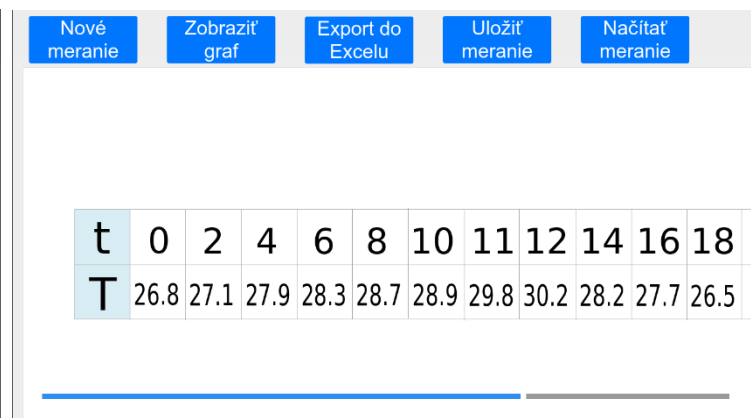 Nové meranie
Zobraziť graf
Export do Excelu
Uložiť meranie
Načítať meranie
t 0 2 4 6 8 10 11 12 14 16 18
T 26.8 27.1 27.9 28.3 28.7 28.9 29.8 30.2 28.2 27.7 26.5